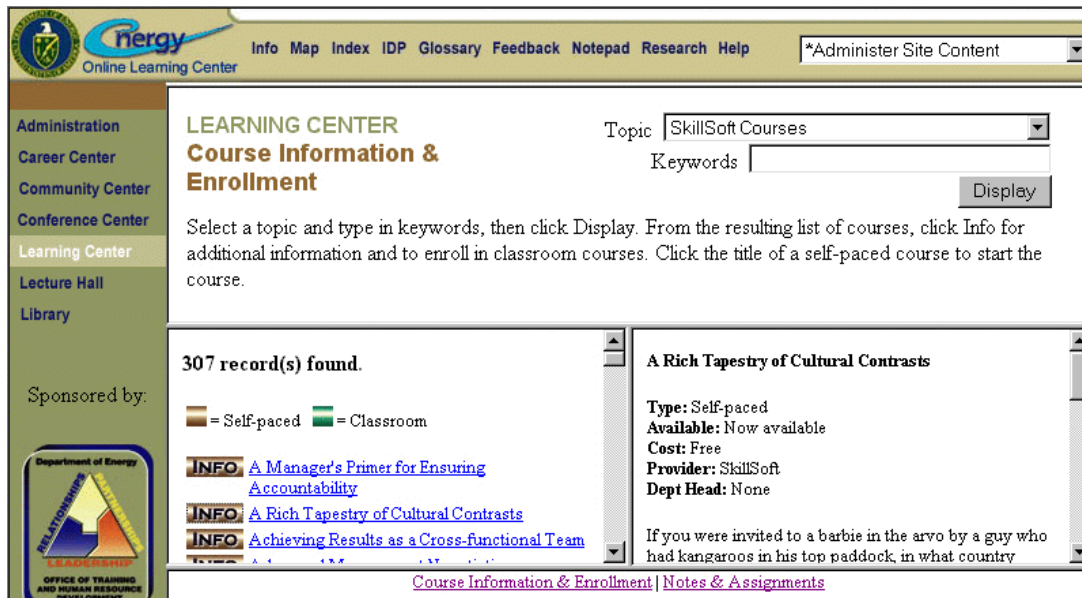 Energy
Online Learning Center
Info Map Index IDP Glossary Feedback Notepad Research Help
*Administer Site Content
Administration
Career Center
Community Center
Conference Center
Learning Center
Lecture Hall
Library
Sponsored by:
Department of Energy
RELATIONSHIPS
PARTNERSHIPS
LEADERSHIP
OFFICE OF TRAINING
AND HUMAN RESOURCE
DEVELOPMENT
LEARNING CENTER
Course Information &
Enrollment
Topic SkillSoft Courses
Keywords
Display
Select a topic and type in keywords, then click Display. From the resulting list of courses, click Info for
additional information and to enroll in classroom courses. Click the title of a self-paced course to start the
course.
307 record(s) found.
= Self-paced = Classroom
INFO A Manager's Primer for Ensuring
Accountability
INFO A Rich Tapestry of Cultural Contrasts
INFO Achieving Results as a Cross-functional Team
A Rich Tapestry of Cultural Contrasts
Type: Self-paced
Available: Now available
Cost: Free
Provider: SkillSoft
Dept Head: None
If you were invited to a barbie in the arvo by a guy who
had kangaroos in his top paddock, in what country
Course Information & Enrollment | Notes & Assignments